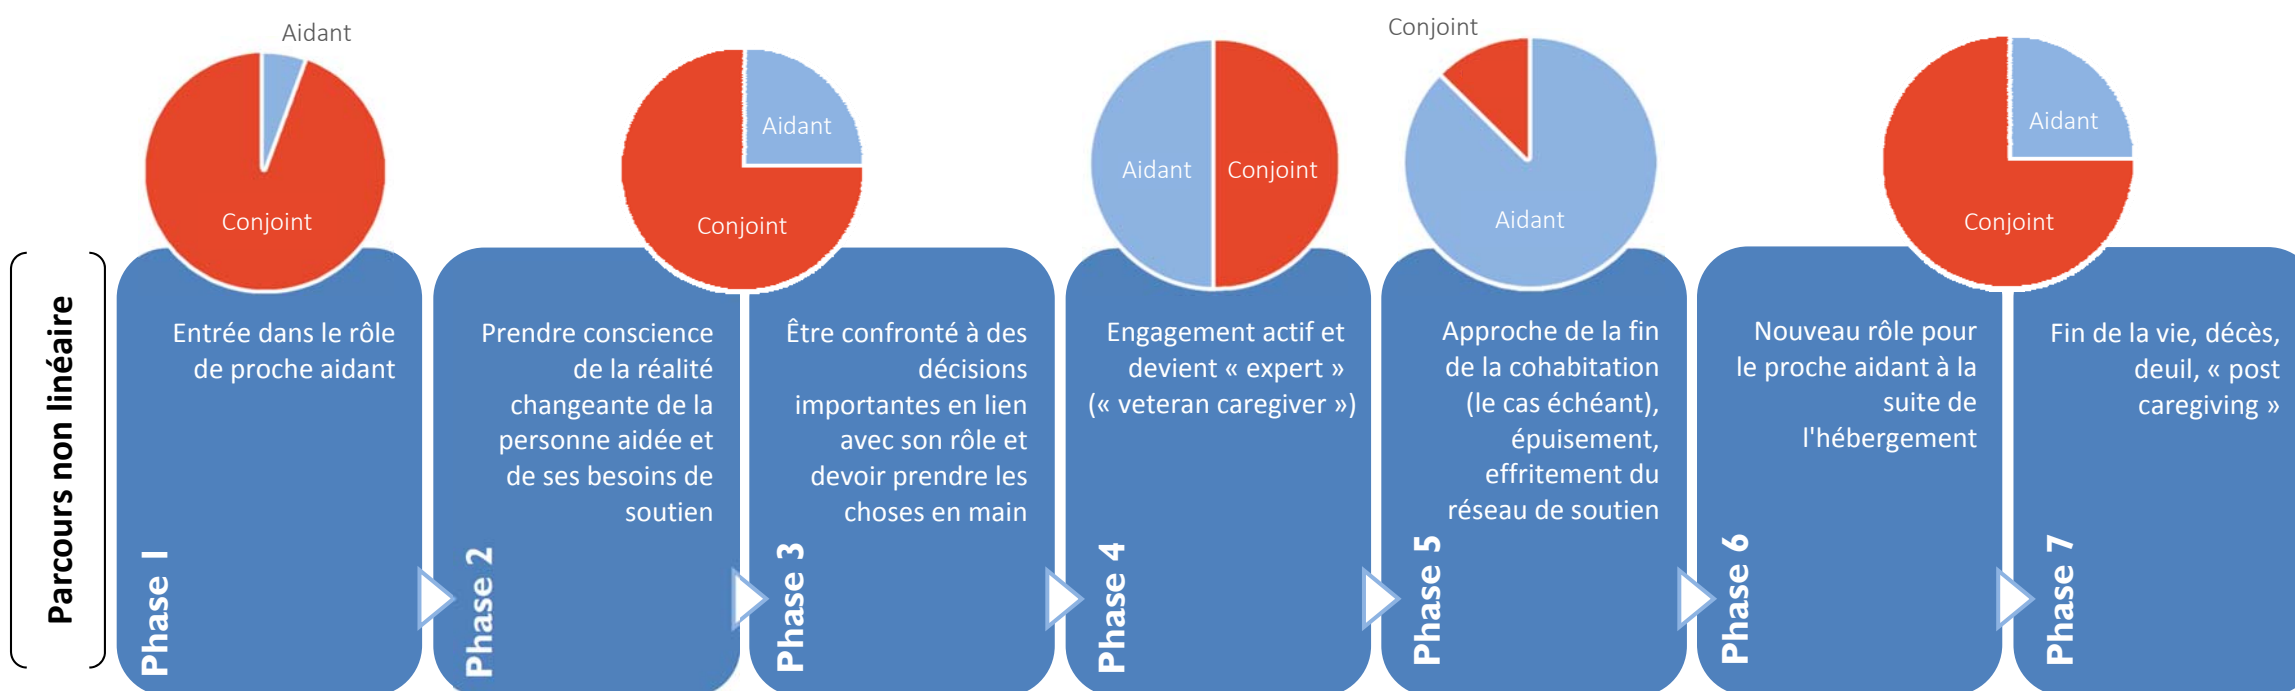 Parcours non linéaire
Aidant
Conjoint
Entrée dans le rôle
de proche aidant
Phase I
Aidant
Conjoint
Prendre conscience
de la réalité
changeante de la
personne aidée et
de ses besoins de
soutien
Phase 2
Être confronté à des
décisions
importantes en lien
avec son rôle et
devoir prendre les
choses en main
Phase 3
Aidant
Conjoint
Engagement actif et
devient « expert »
(« veteran caregiver »)
Phase 4
Conjoint
Aidant
Approche de la fin
de la cohabitation
(le cas échéant),
épuisement,
effritement du
réseau de soutien
Phase 5
Aidant
Conjoint
Nouveau rôle pour
le proche aidant à la
suite de
l'hébergement
Phase 6
Fin de la vie, décès,
deuil, « post
caregiving »
Phase 7